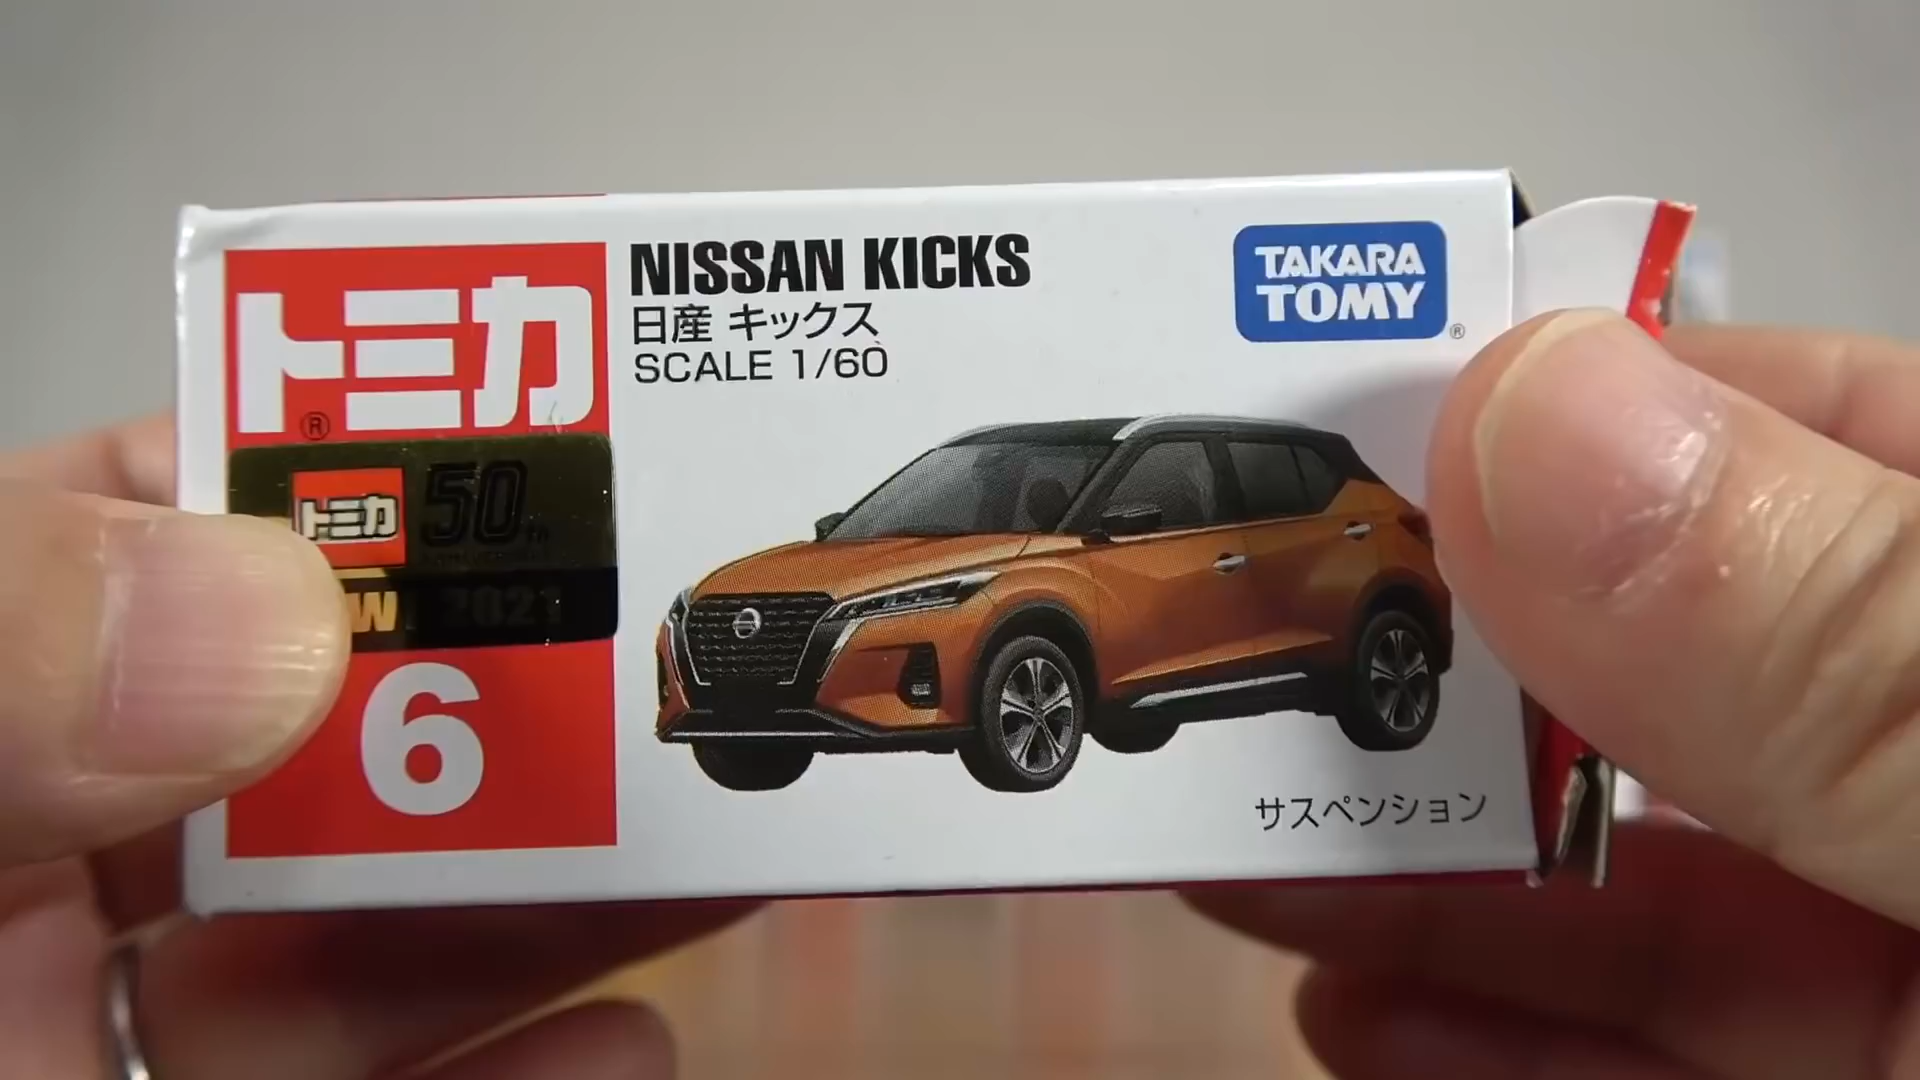 トミカ
®
NISSAN KICKS
日産 キックス
SCALE 1/60
TAKARA
TOMY
®
トミカ 50th
W 2021
6
サスペンション